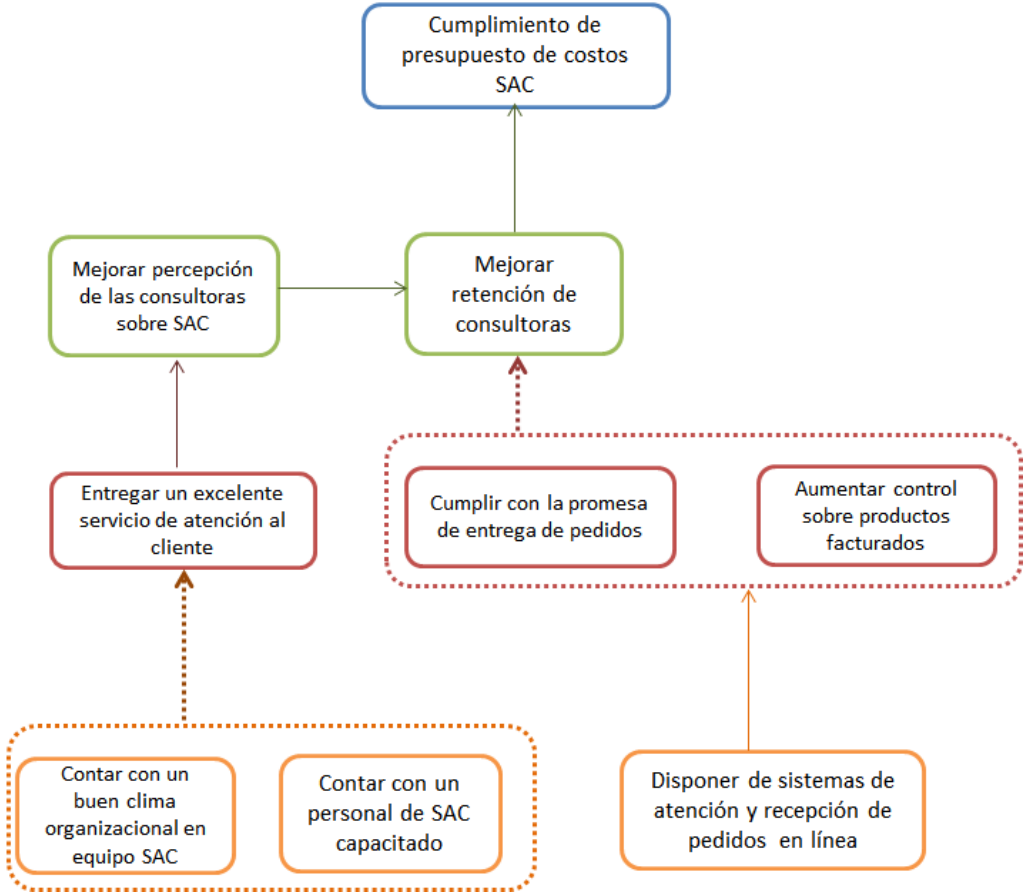 Cumplimiento de
presupuesto de costos
SAC
Mejorar percepción
de las consultoras
sobre SAC
Mejorar
retención de
consultoras
Entregar un excelente
servicio de atención al
cliente
Cumplir con la promesa
de entrega de pedidos
Aumentar control
sobre productos
facturados
Contar con un
buen clima
organizacional en
equipo SAC
Contar con un
personal de SAC
capacitado
Disponer de sistemas de
atención y recepción de
pedidos en línea